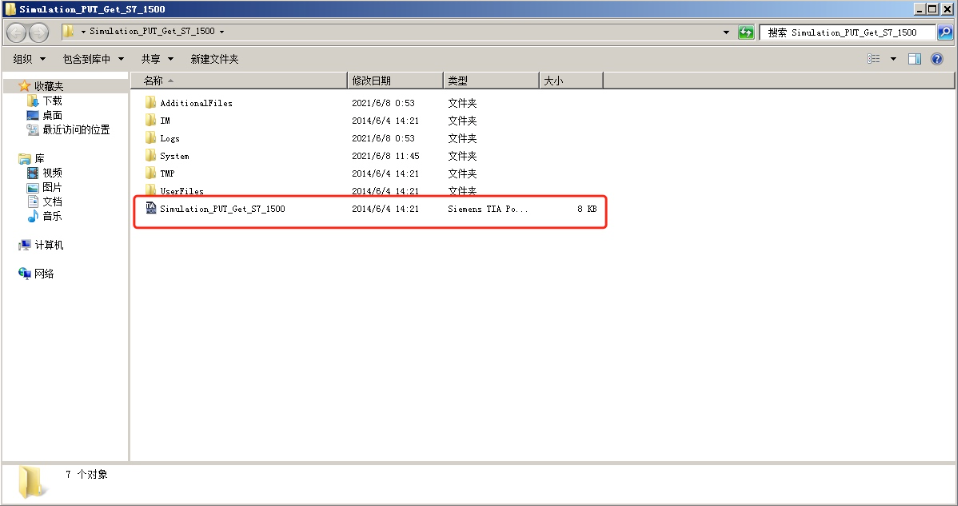 Simulation_PUT_Get_S7_1500
Simulation_PUT_Get_S7_1500
搜索 Simulation_PUT_Get_S7_1500
组织 包含到库中 共享 新建文件夹
收藏夹
下载
桌面
最近访问的位置
库
视频
图片
文档
音乐
计算机
网络
名称 修改日期 类型 大小
AdditionalFiles 2021/6/8 0:53 文件夹
IM 2014/6/4 14:21 文件夹
Logs 2021/6/8 0:53 文件夹
System 2021/6/8 11:45 文件夹
TMP 2014/6/4 14:21 文件夹
UserFiles 2014/6/4 14:21 文件夹
Simulation_PUT_Get_S7_1500 2014/6/4 14:21 Siemens TIA Po... 8 KB
7 个对象